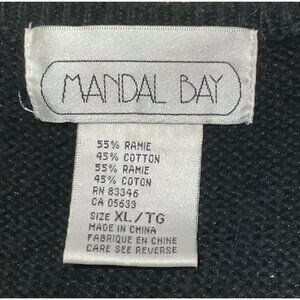 MANDAL BAY
55% RAMIE
45% COTTON
55% RAMIE
45% COTON
RN 83346
CA 05633
SIZE XL/TG
MADE IN CHINA
FABRIQUE EN CHINE
CARE SEE REVERSE